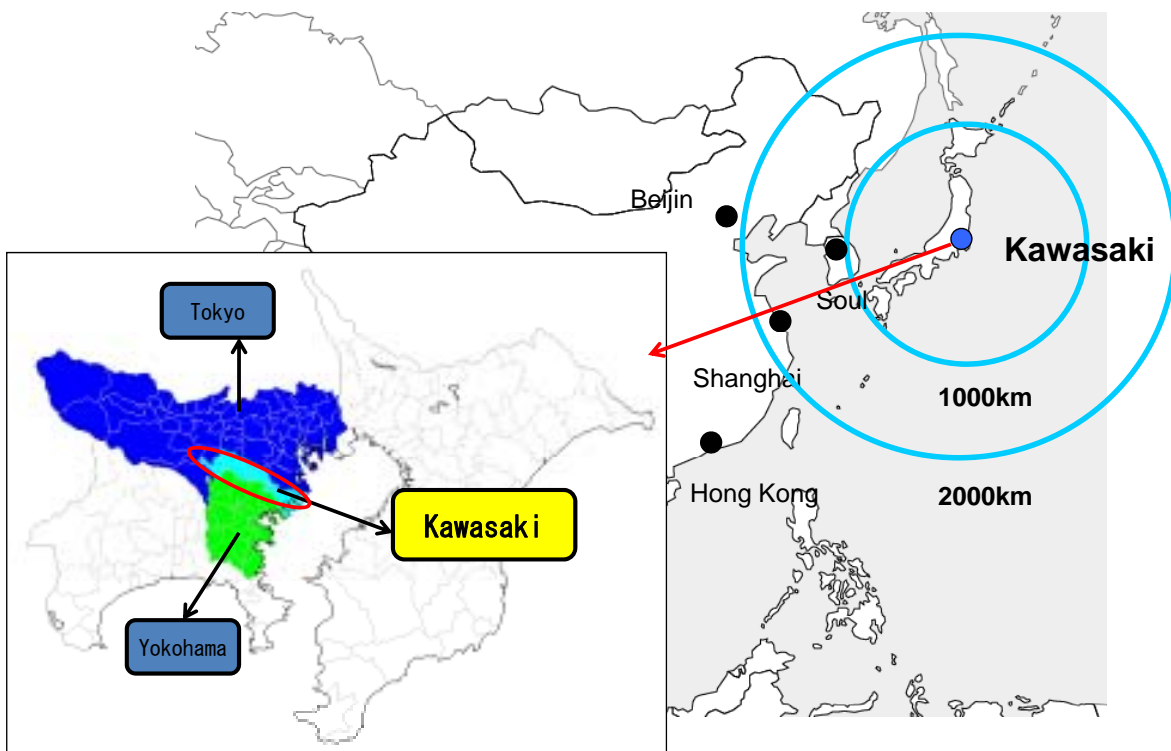 Beijin
Kawasaki
Soul
Shanghai
1000km
Hong Kong
2000km
Tokyo
Kawasaki
Yokohama